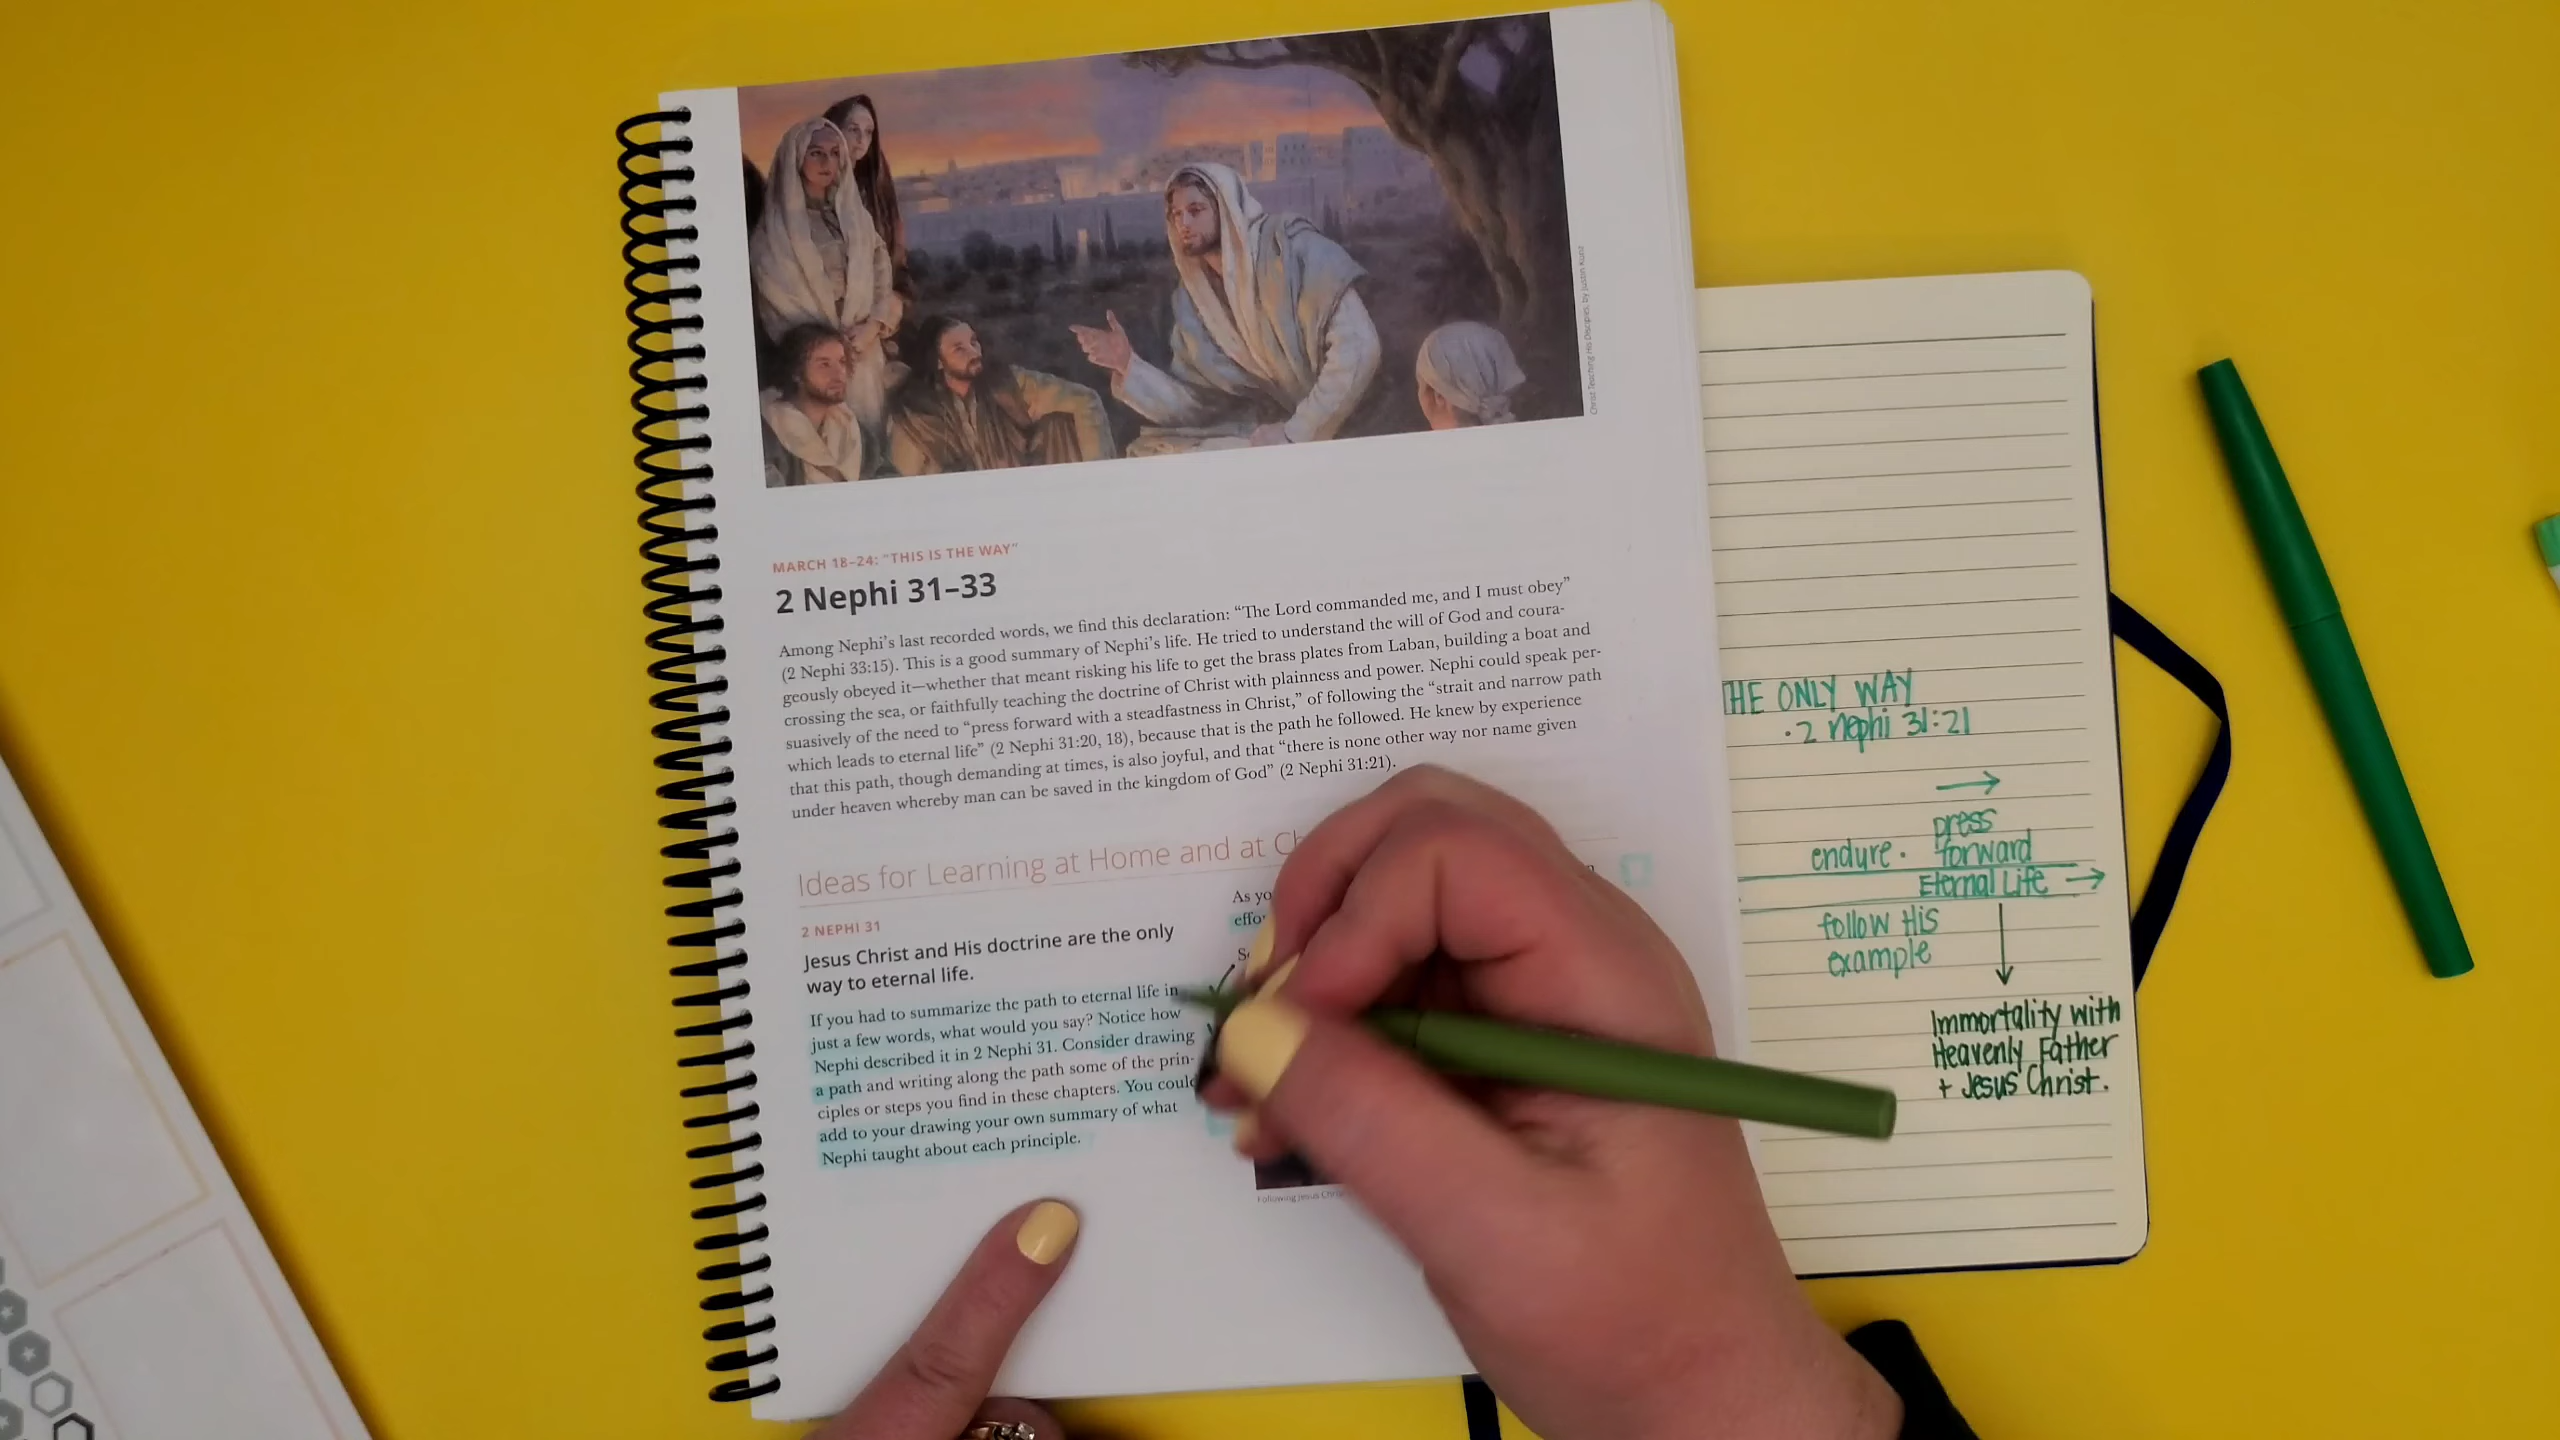 Christ Teaching His Disciples, by Justin Kunz
MARCH 18–24: “THIS IS THE WAY”
2 Nephi 31–33
Among Nephi’s last recorded words, we find this declaration: “The Lord commanded me, and I must obey”
(2 Nephi 33:15). This is a good summary of Nephi’s life. He tried to understand the will of God and coura-
geously obeyed it—whether that meant risking his life to get the brass plates from Laban, building a boat and
crossing the sea, or faithfully teaching the doctrine of Christ with plainness and power. Nephi could speak per-
suasively of the need to “press forward with a steadfastness in Christ,” of following the “strait and narrow path
which leads to eternal life” (2 Nephi 31:20, 18), because that is the path he followed. He knew by experience
that this path, though demanding at times, is also joyful, and that “there is none other way nor name given
under heaven whereby man can be saved in the kingdom of God” (2 Nephi 31:21).
Ideas for Learning at Home and at
2 NEPHI 31
Jesus Christ and His doctrine are the only
way to eternal life.
If you had to summarize the path to eternal life in
just a few words, what would you say? Notice how
Nephi described it in 2 Nephi 31. Consider drawing
a path and writing along the path some of the prin-
ciples or steps you find in these chapters. You could
add to your drawing your own summary of what
Nephi taught about each principle.
As
Following Jesus
THE ONLY WAY
• 2 Nephi 31:21
→
press
endure • forward
Eternal Life →
follow His
example
Immortality with
Heavenly Father
+ Jesus Christ.